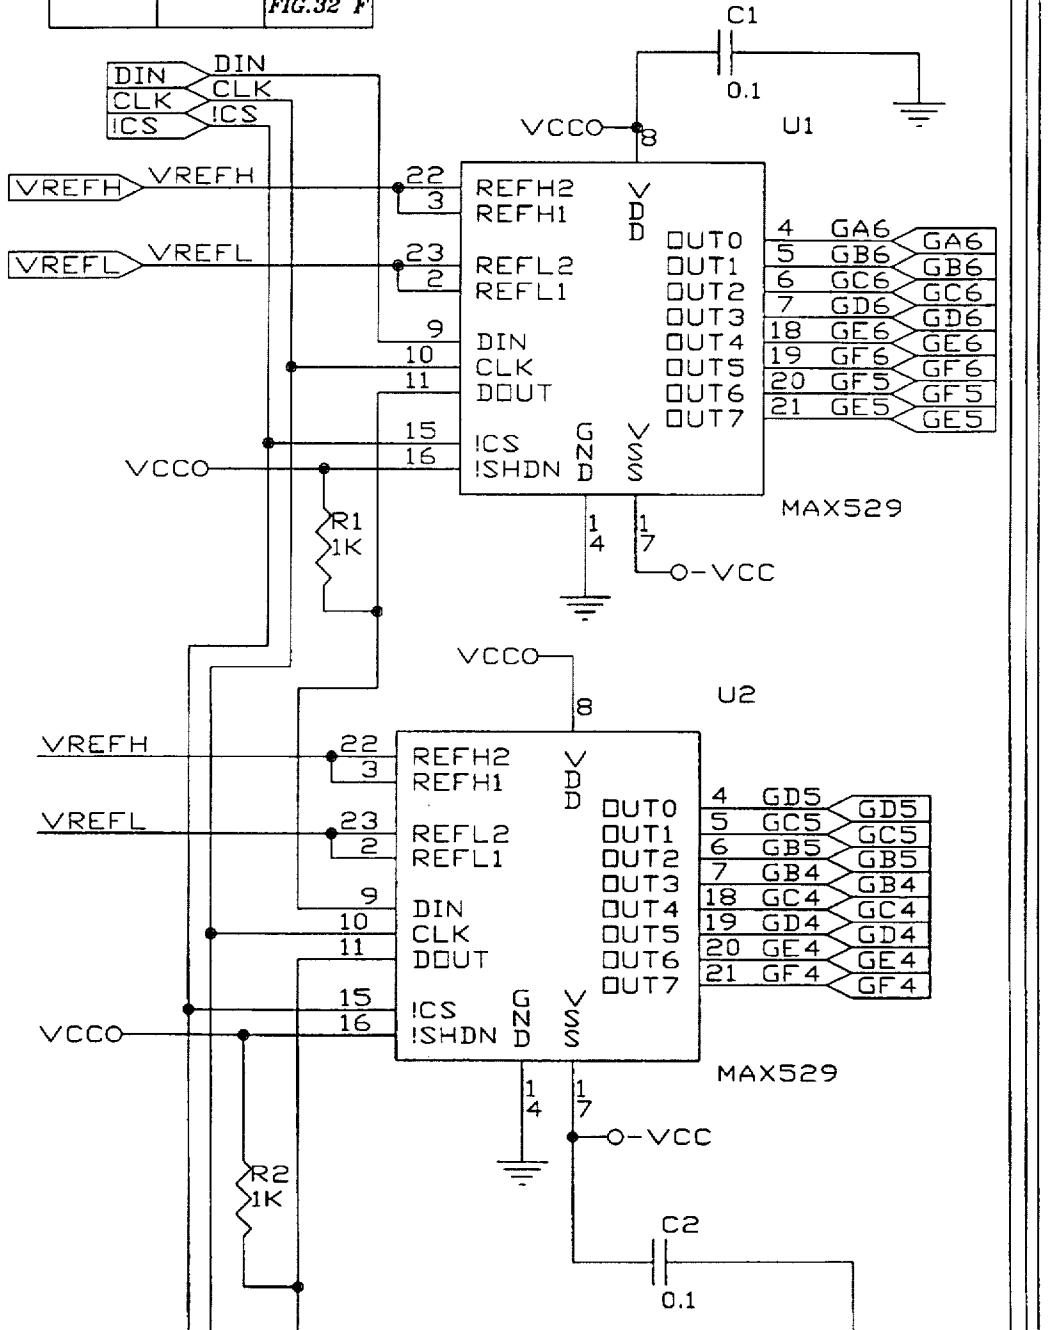 FIG.32 F
C1
0.1
DIN DIN
CLK CLK
!CS !CS
VCC
8
U1
VREFH VREFH 22 REFH2
3 REFH1
VREFL VREFL 23 REFL2
2 REFL1
9 DIN
10 CLK
11 DOUT
15 !CS
VCC 16 !SHDN
VDD
GND
VSS
OUT0 4 GA6 GA6
OUT1 5 GB6 GB6
OUT2 6 GC6 GC6
OUT3 7 GD6 GD6
OUT4 18 GE6 GE6
OUT5 19 GF6 GF6
OUT6 20 GF5 GF5
OUT7 21 GE5 GE5
MAX529
R1
1K
14
17
-VCC
VCC
8
U2
VREFH 22 REFH2
3 REFH1
VREFL 23 REFL2
2 REFL1
9 DIN
10 CLK
11 DOUT
15 !CS
VCC 16 !SHDN
VDD
GND
VSS
OUT0 4 GD5 GD5
OUT1 5 GC5 GC5
OUT2 6 GB5 GB5
OUT3 7 GB4 GB4
OUT4 18 GC4 GC4
OUT5 19 GD4 GD4
OUT6 20 GE4 GE4
OUT7 21 GF4 GF4
MAX529
14
17
-VCC
R2
1K
C2
0.1